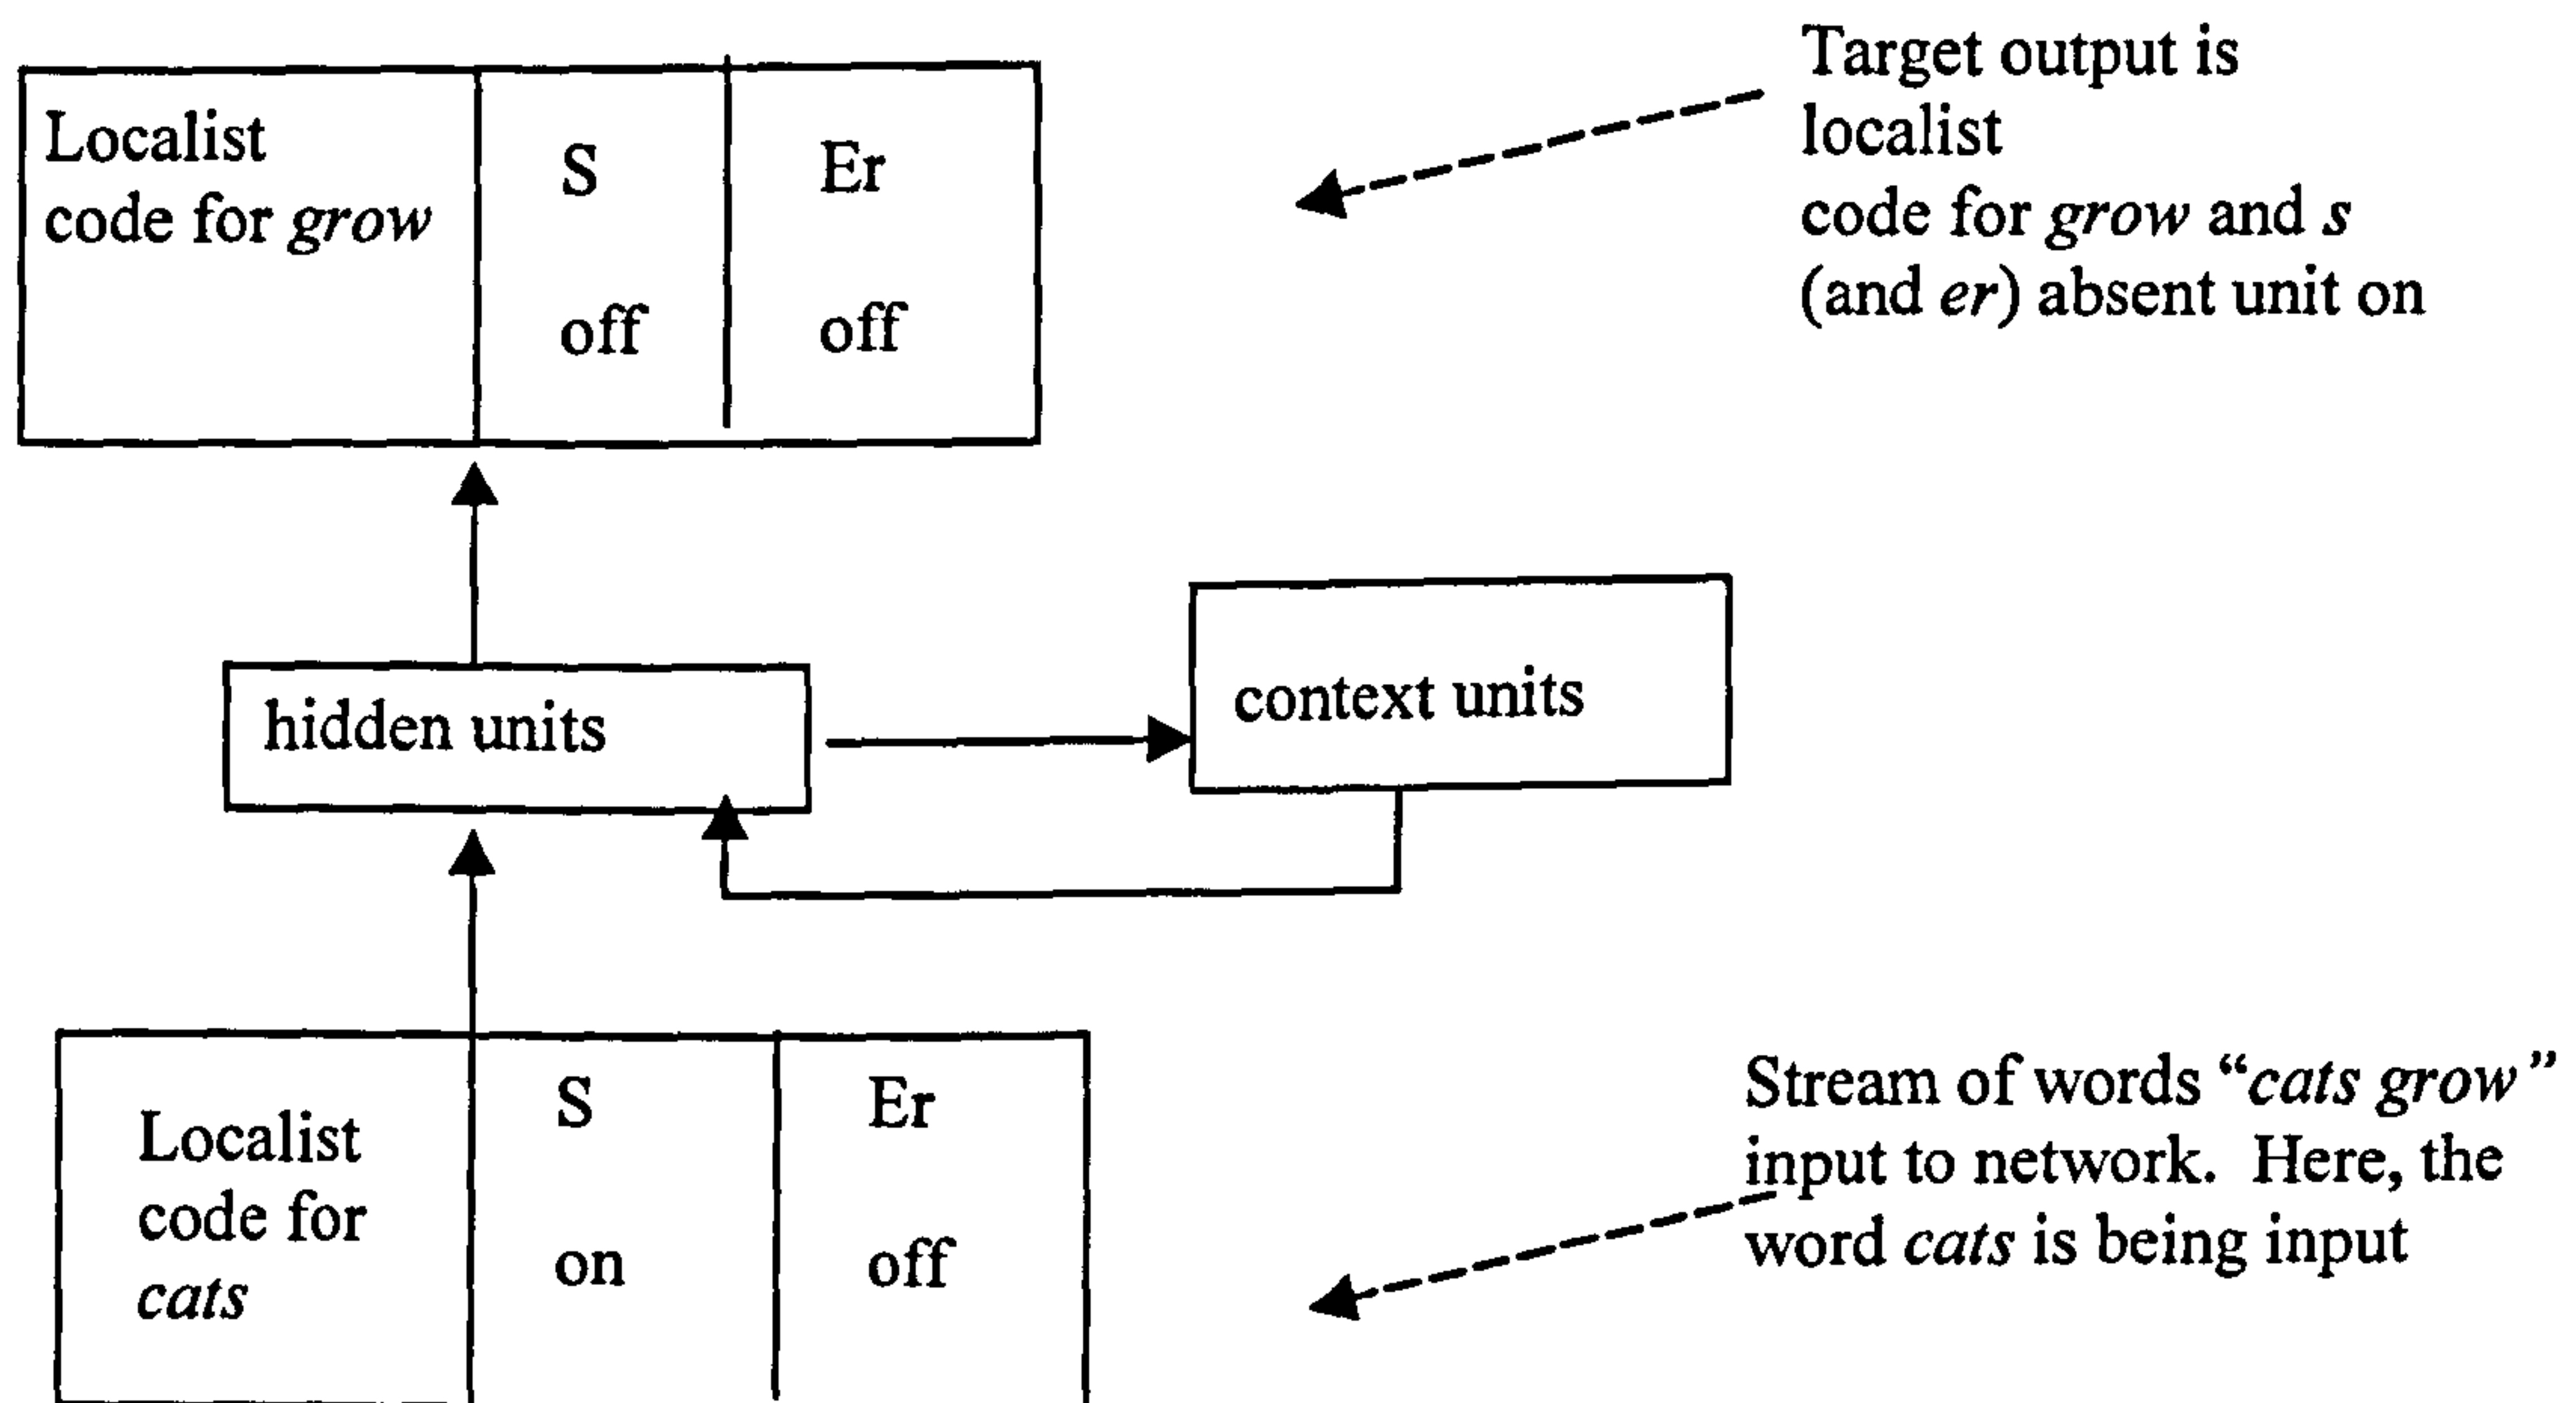 Target output is
localist
code for grow and s
(and er) absent unit on
Localist
code for grow
S
off
Er
off
hidden units
context units
Localist
code for
cats
S
on
Er
off
Stream of words “cats grow”
input to network. Here, the
word cats is being input